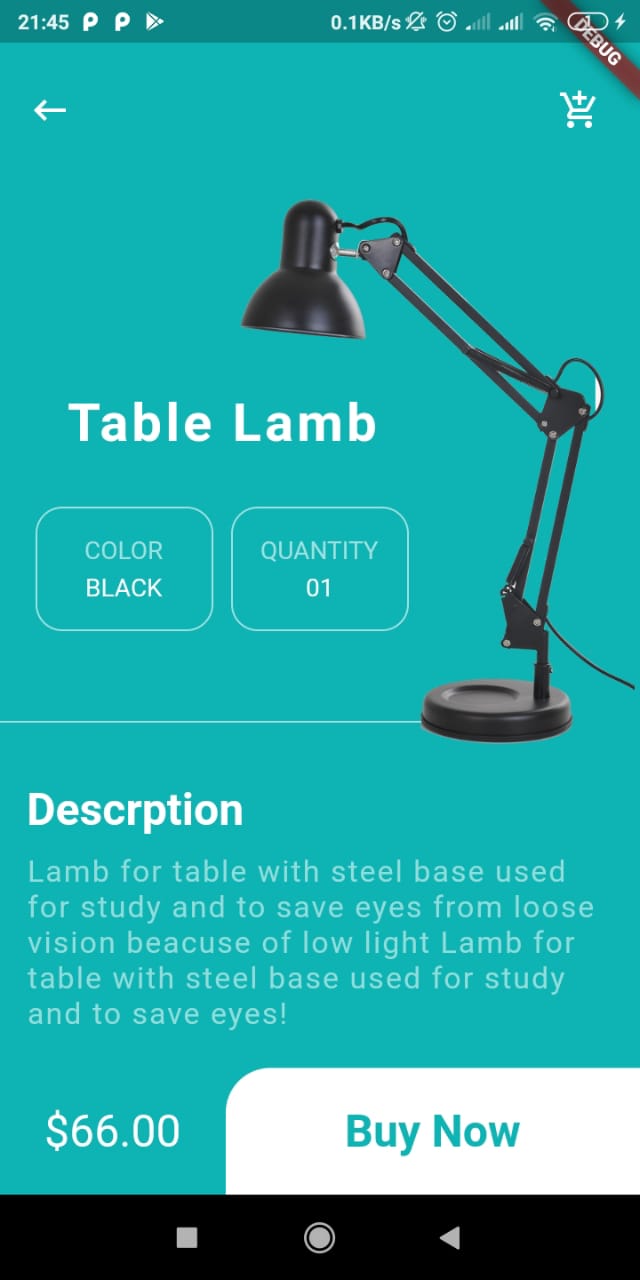 21:45
0.1KB/s
DEBUG
Table Lamb
COLOR
BLACK
QUANTITY
01
Descrption
Lamb for table with steel base used
for study and to save eyes from loose
vision beacuse of low light Lamb for
table with steel base used for study
and to save eyes!
$66.00
Buy Now